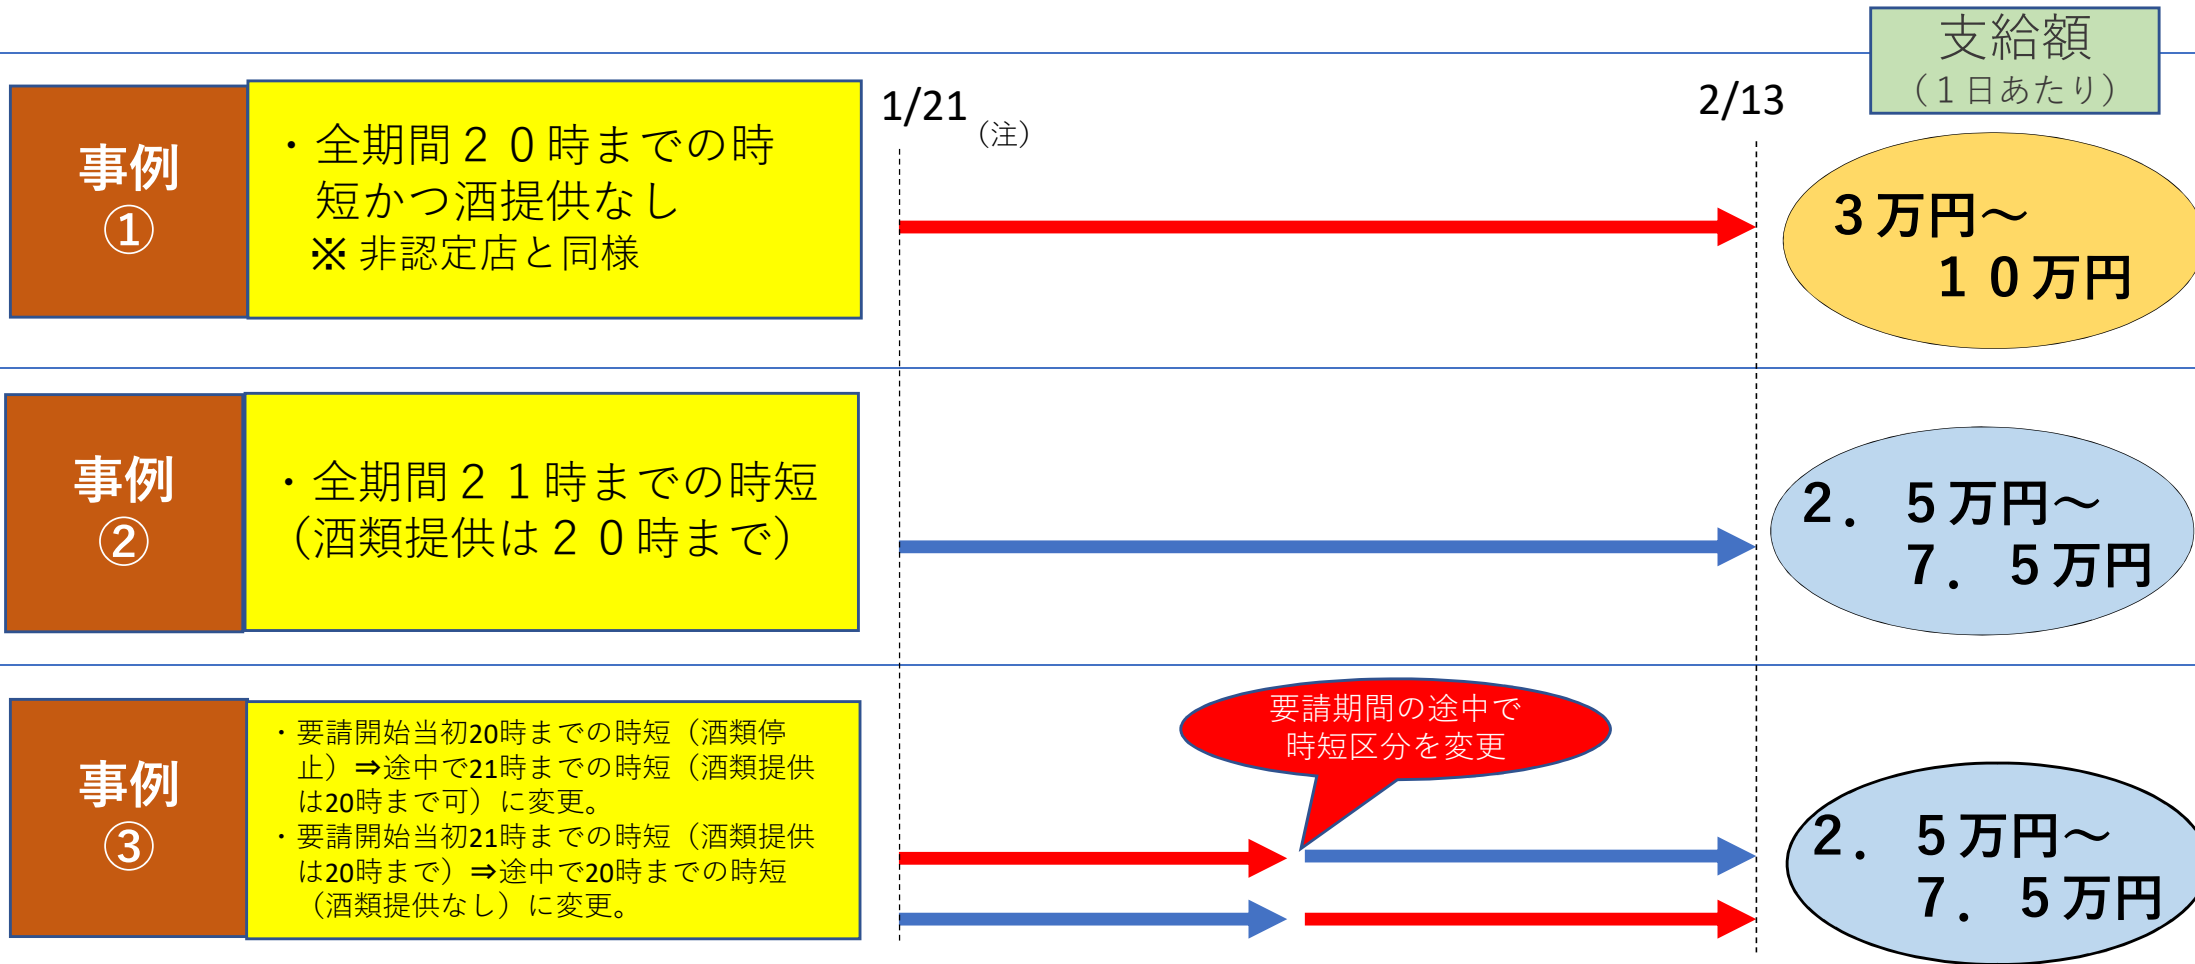 支給額
（１日あたり）
1/21
（注）
2/13
事例
①
・全期間２０時までの時
短かつ酒提供なし
※非認定店と同様
３万円～
１０万円
事例
②
・全期間２１時までの時短
（酒類提供は２０時まで）
２．５万円～
７．５万円
要請期間の途中で
時短区分を変更
事例
③
・要請開始当初20時までの時短（酒類停
止）⇒途中で21時までの時短（酒類提供
は20時まで可）に変更。
・要請開始当初21時までの時短（酒類提供
は20時まで）⇒途中で20時までの時短
（酒類提供なし）に変更。
２．５万円～
７．５万円